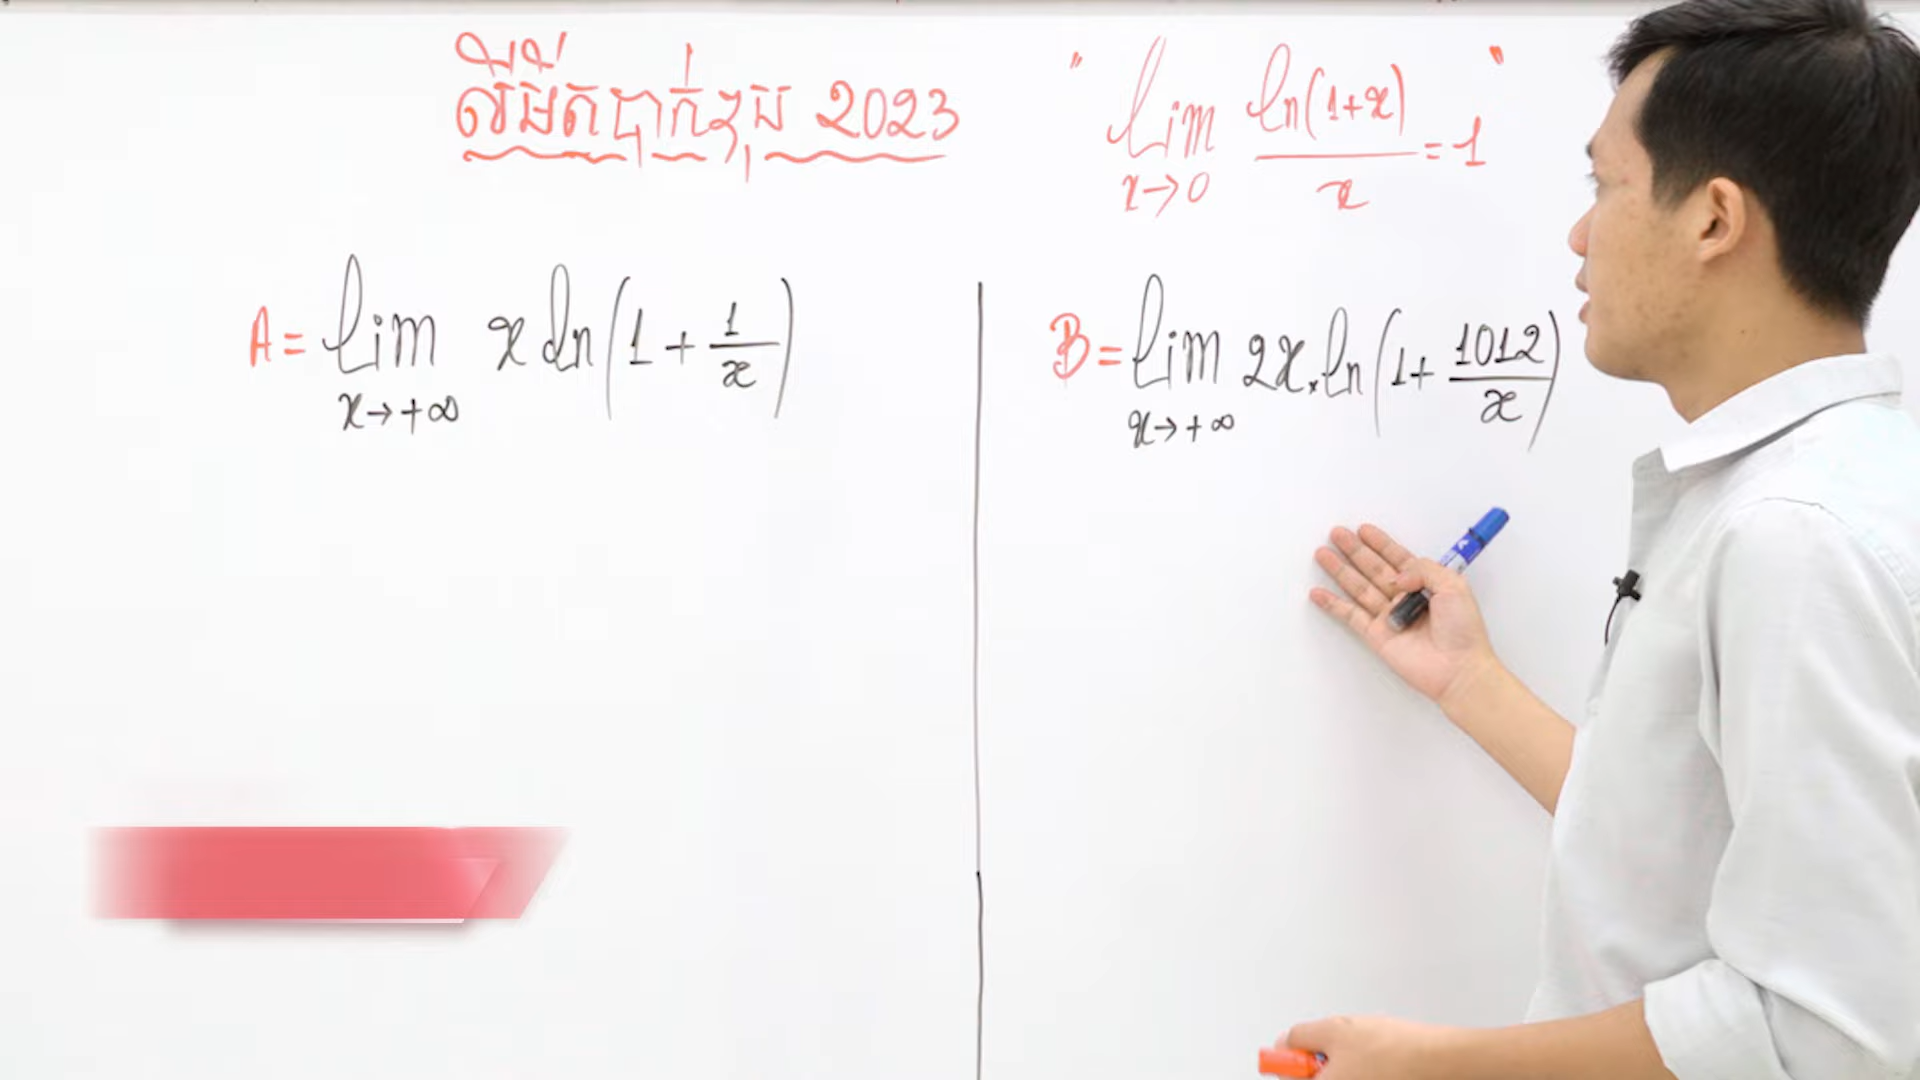 លីមីតបាក់ឌុប 2023
" lim x→0 ln(1+x)/x = 1 "
A = lim x→+∞ x ln(1 + 1/x)
B = lim x→+∞ 2x . ln(1 + 1012/x)